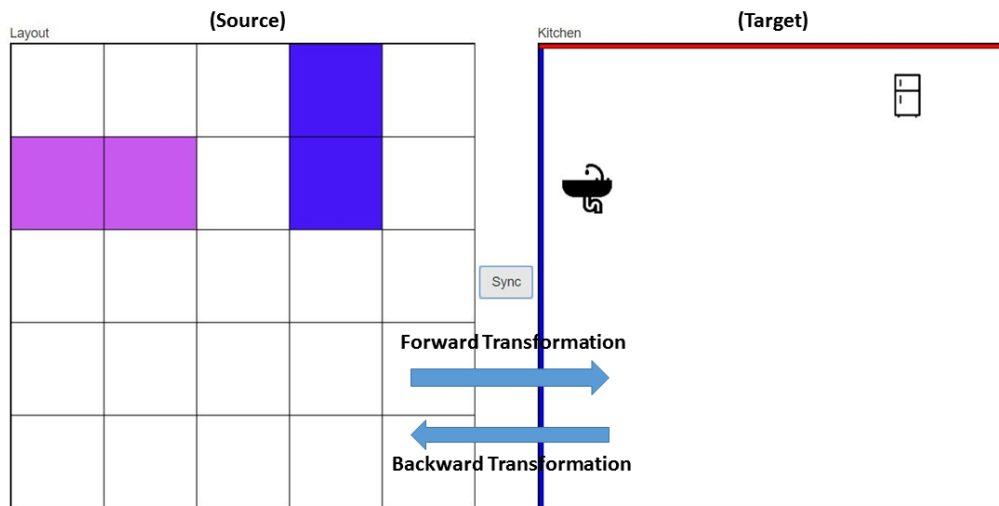 (Source)
(Target)
Layout
Kitchen
Sync
Forward Transformation
Backward Transformation